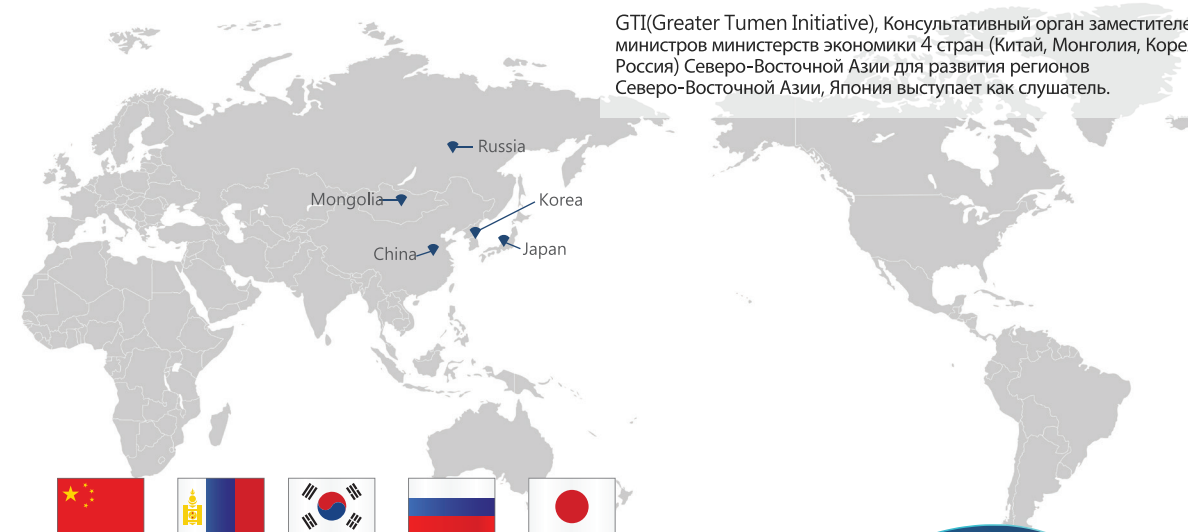 GTI(Greater Tumen Initiative), Консультативный орган заместителе
министров министерств экономики 4 стран (Китай, Монголия, Коре
Россия) Северо-Восточной Азии для развития регионов
Северо-Восточной Азии, Япония выступает как слушатель.
Russia
Mongolia
Korea
China
Japan